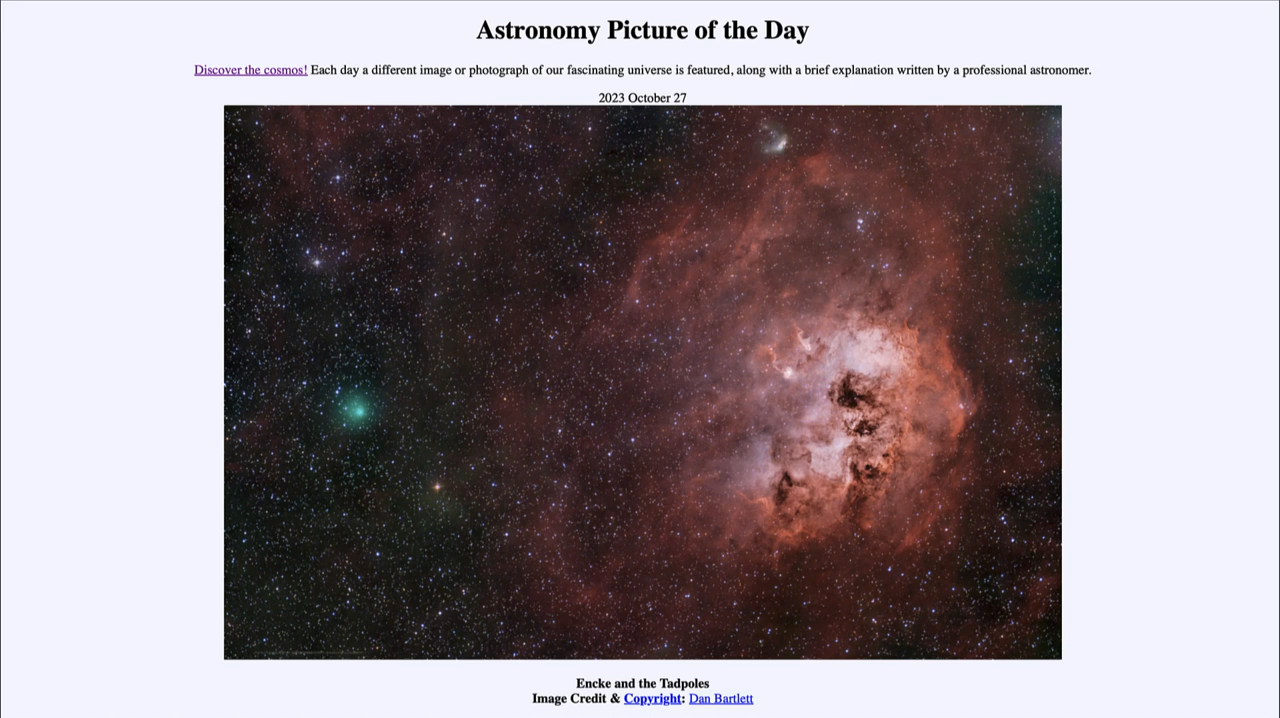 Astronomy Picture of the Day
Discover the cosmos! Each day a different image or photograph of our fascinating universe is featured, along with a brief explanation written by a professional astronomer.
2023 October 27
Encke and the Tadpoles
Image Credit & Copyright: Dan Bartlett